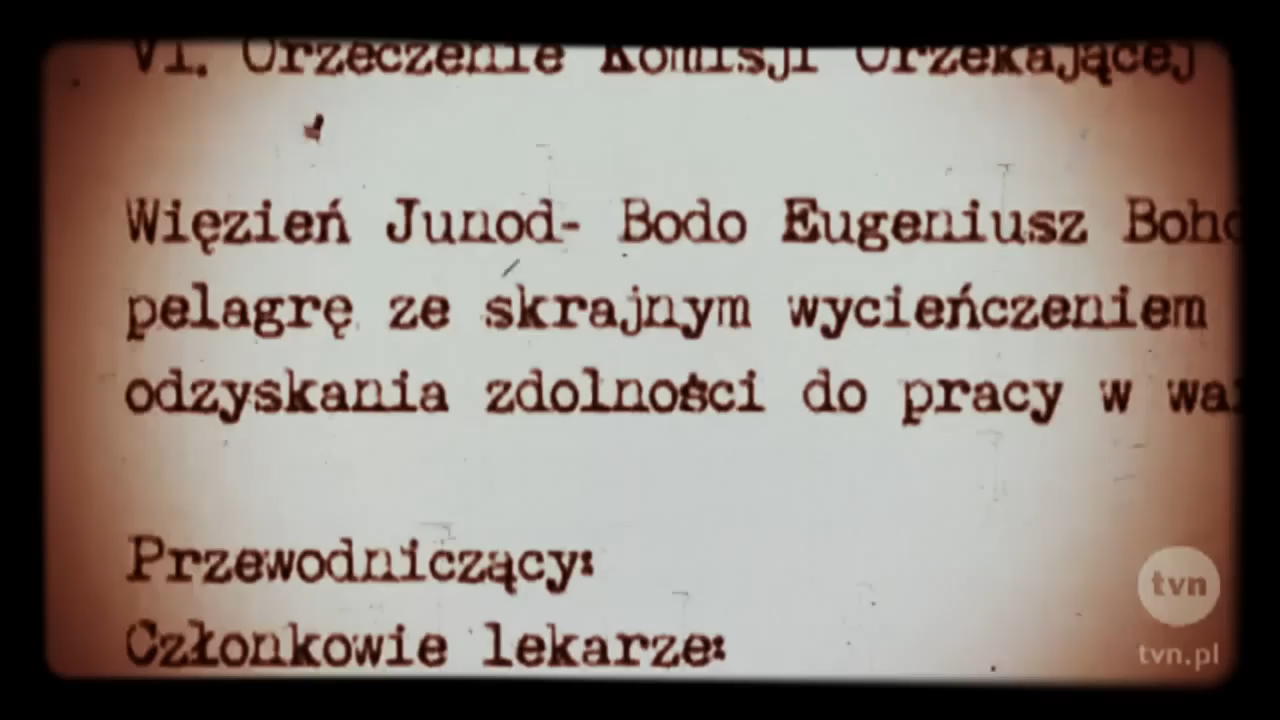 VI. Orzeczenie Komisji Orzekającej
Więzień Junod- Bodo Eugeniusz
pelagrę ze skrajnym wycieńczeniem
odzyskania zdolności do pracy w
Przewodniczący:
Członkowie lekarze:
tvn
tvn.pl